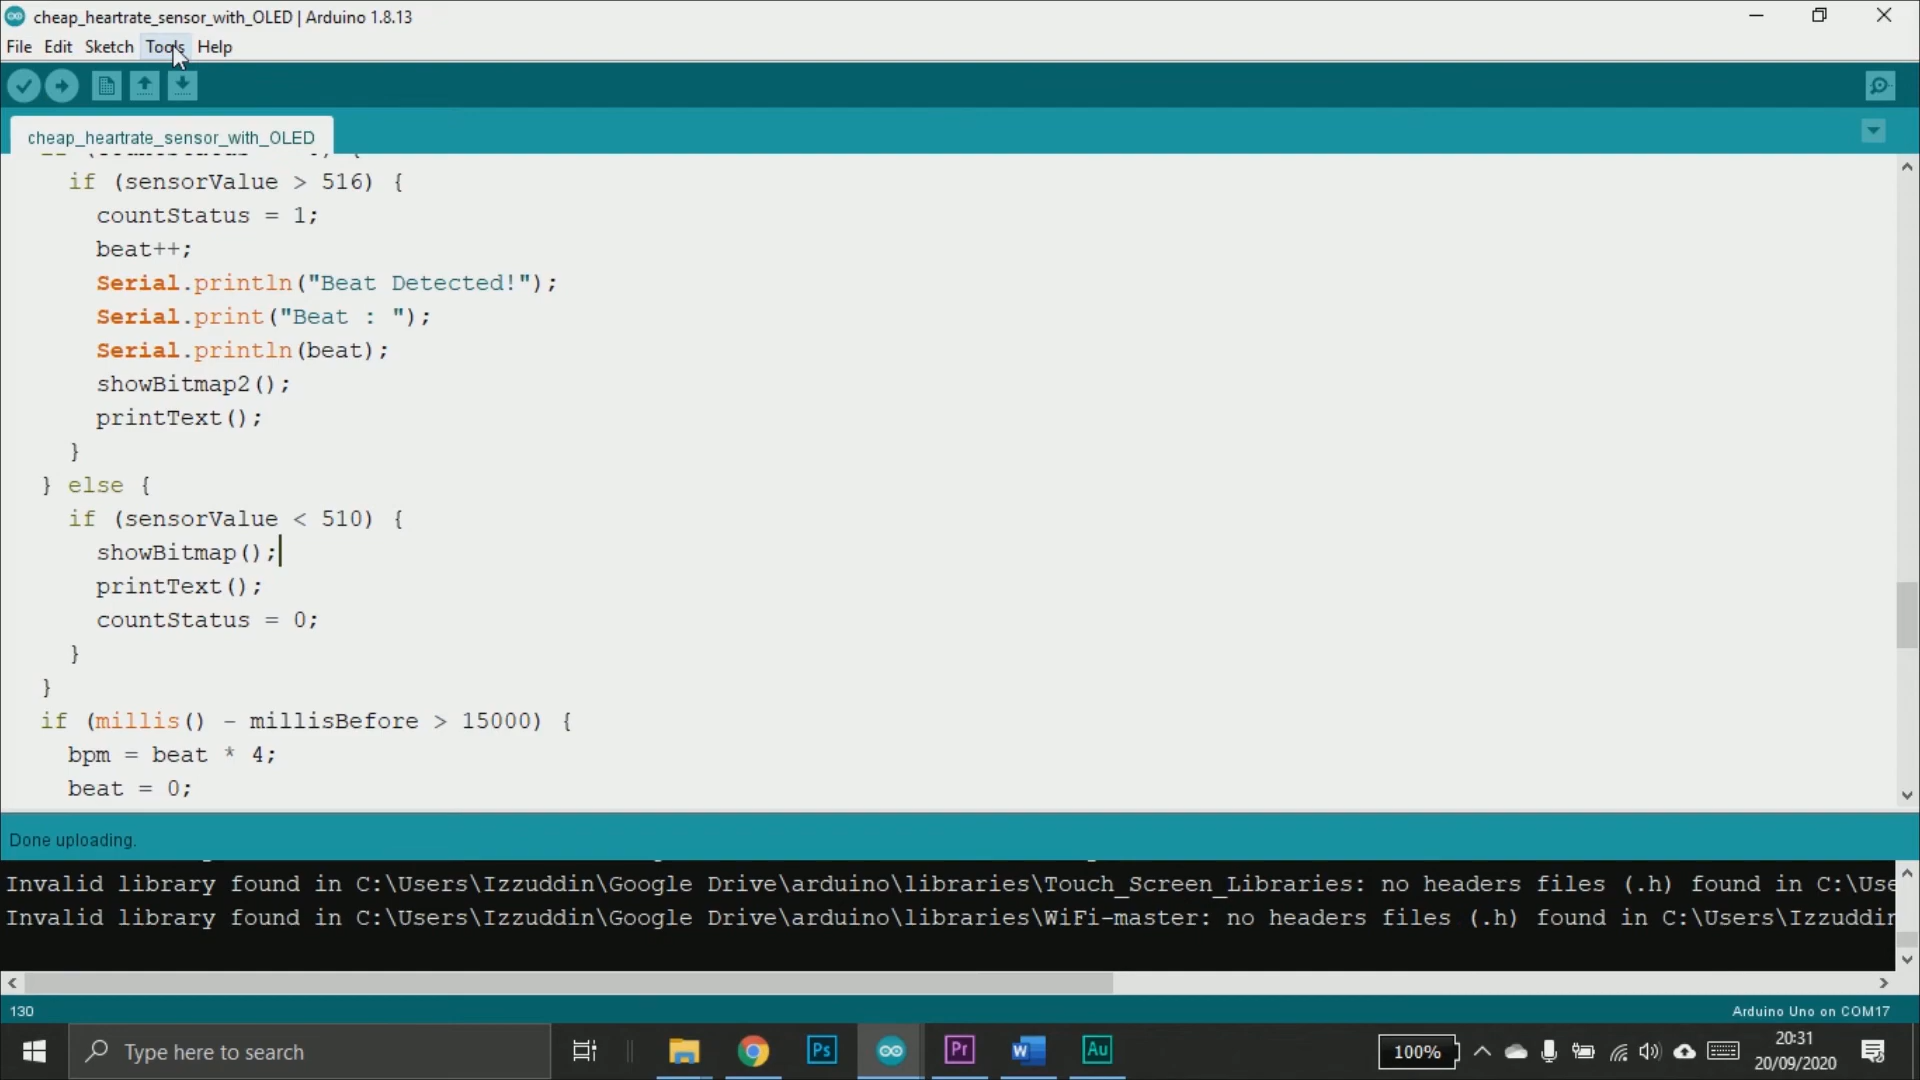 cheap_heartrate_sensor_with_OLED | Arduino 1.8.13
File Edit Sketch Tools Help
cheap_heartrate_sensor_with_OLED
if (sensorValue > 516) {
countStatus = 1;
beat++;
Serial.println("Beat Detected!");
Serial.print("Beat : ");
Serial.println(beat);
showBitmap2();
printText();
}
} else {
if (sensorValue < 510) {
showBitmap();
printText();
countStatus = 0;
}
}
if (millis() - millisBefore > 15000) {
bpm = beat * 4;
beat = 0;
Done uploading.
Invalid library found in C:\Users\Izzuddin\Google Drive\arduino\libraries\Touch_Screen_Libraries: no headers files (.h) found in C:\Use
Invalid library found in C:\Users\Izzuddin\Google Drive\arduino\libraries\WiFi-master: no headers files (.h) found in C:\Users\Izzuddin
130
Arduino Uno on COM17
Type here to search
Ps
Pr
W
Au
100%
20:31
20/09/2020